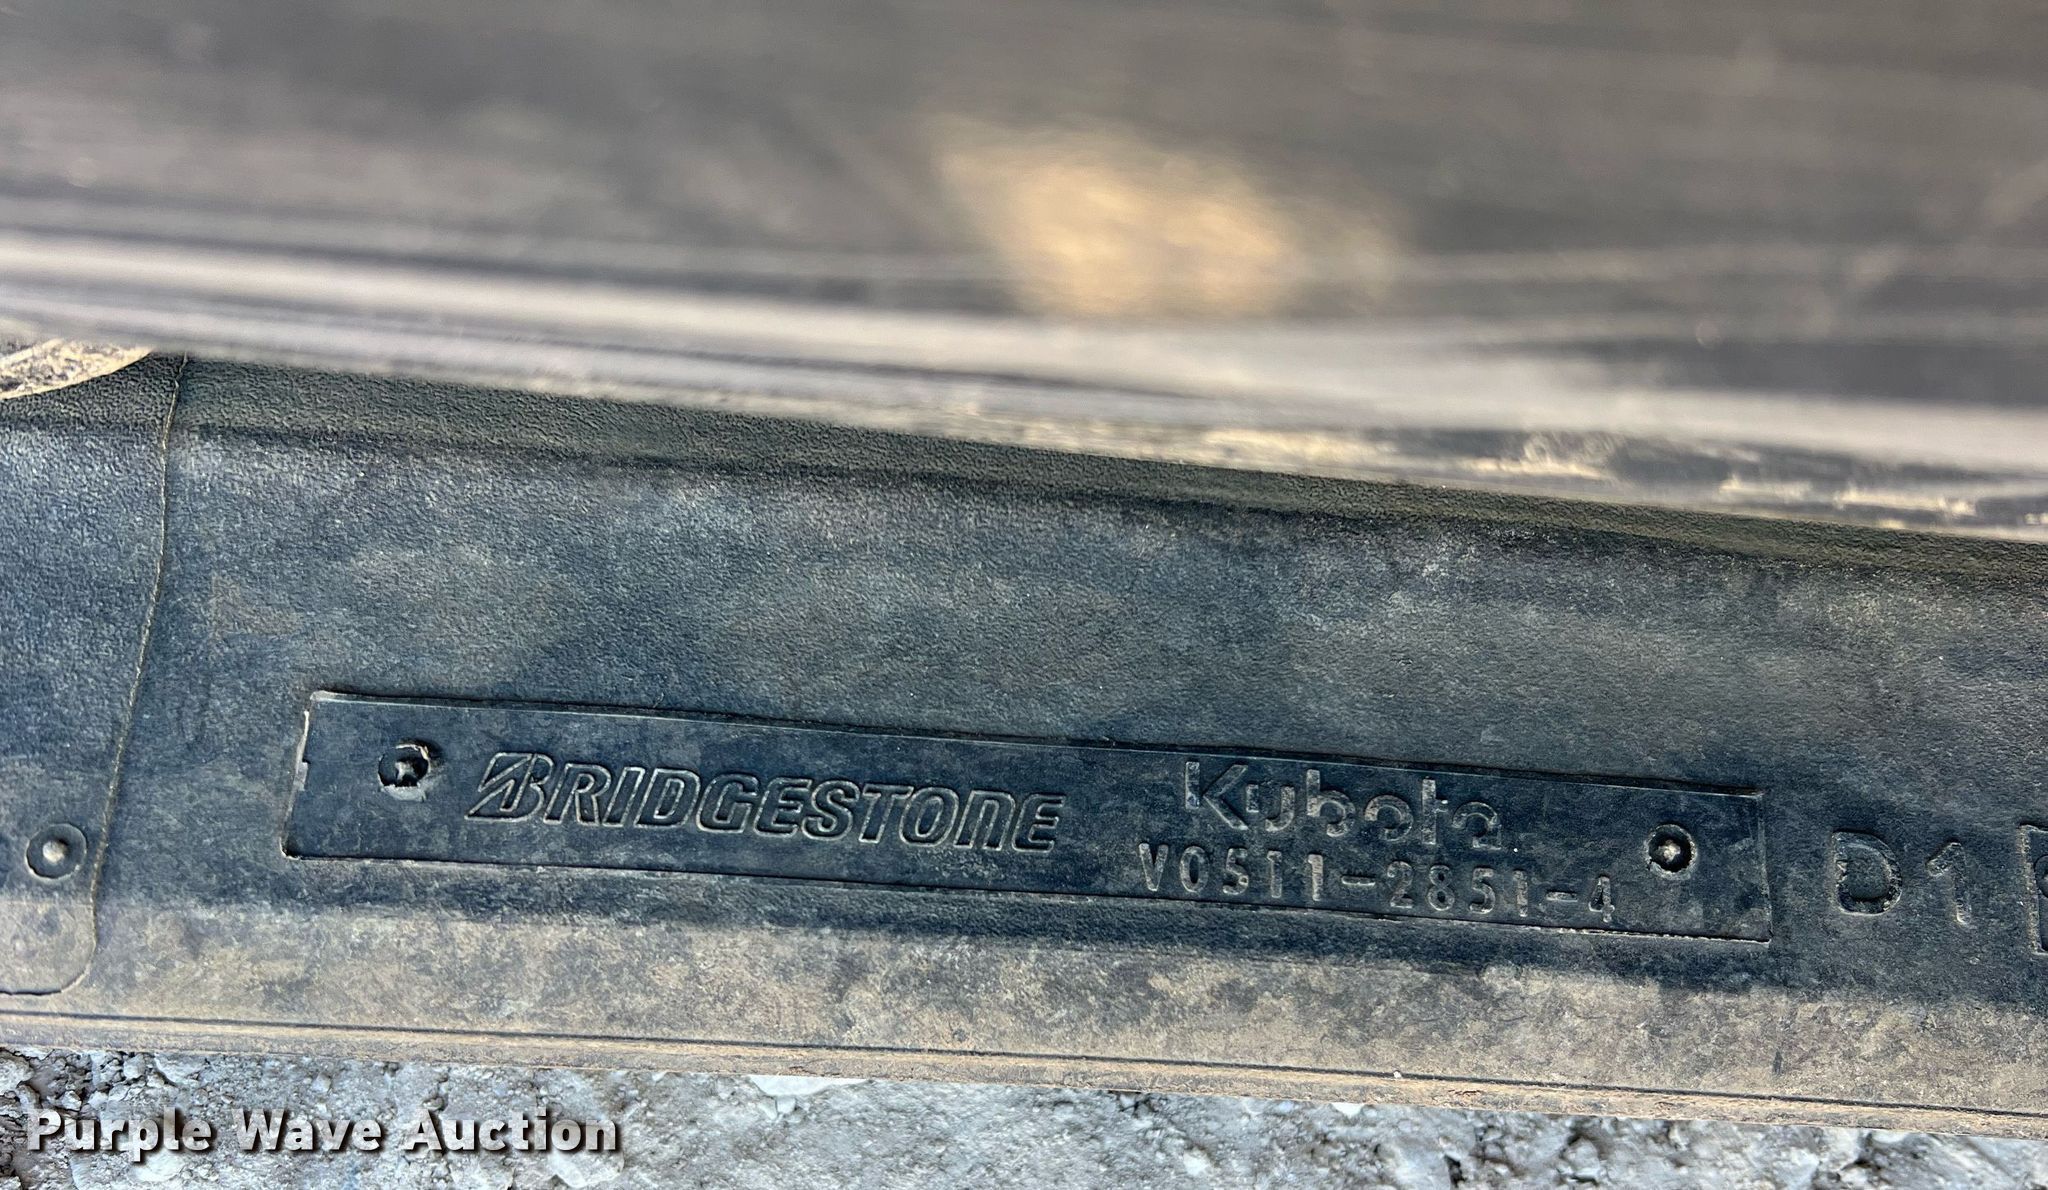 BRIDGESTONE
Kubota
V0511-2851-4
D1
Purple Wave Auction